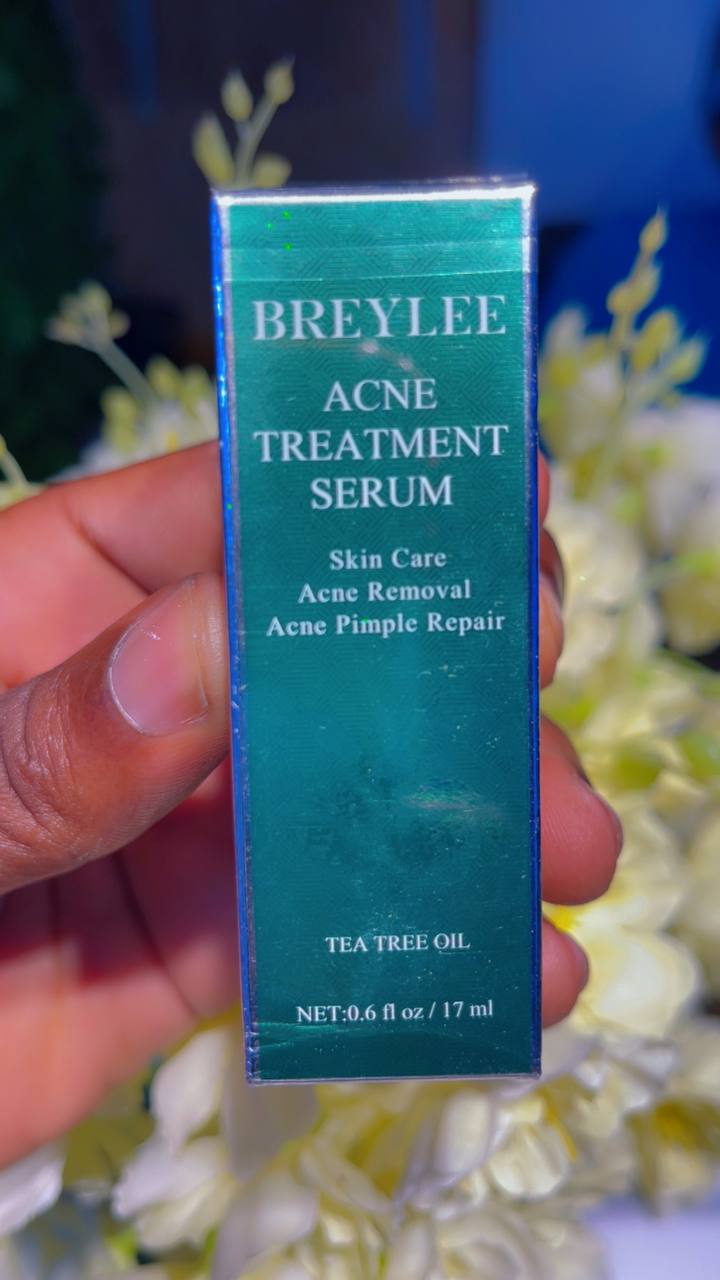 BREYLEE
ACNE
TREATMENT
SERUM
Skin Care
Acne Removal
Acne Pimple Repair
TEA TREE OIL
NET:0.6 fl oz / 17 ml